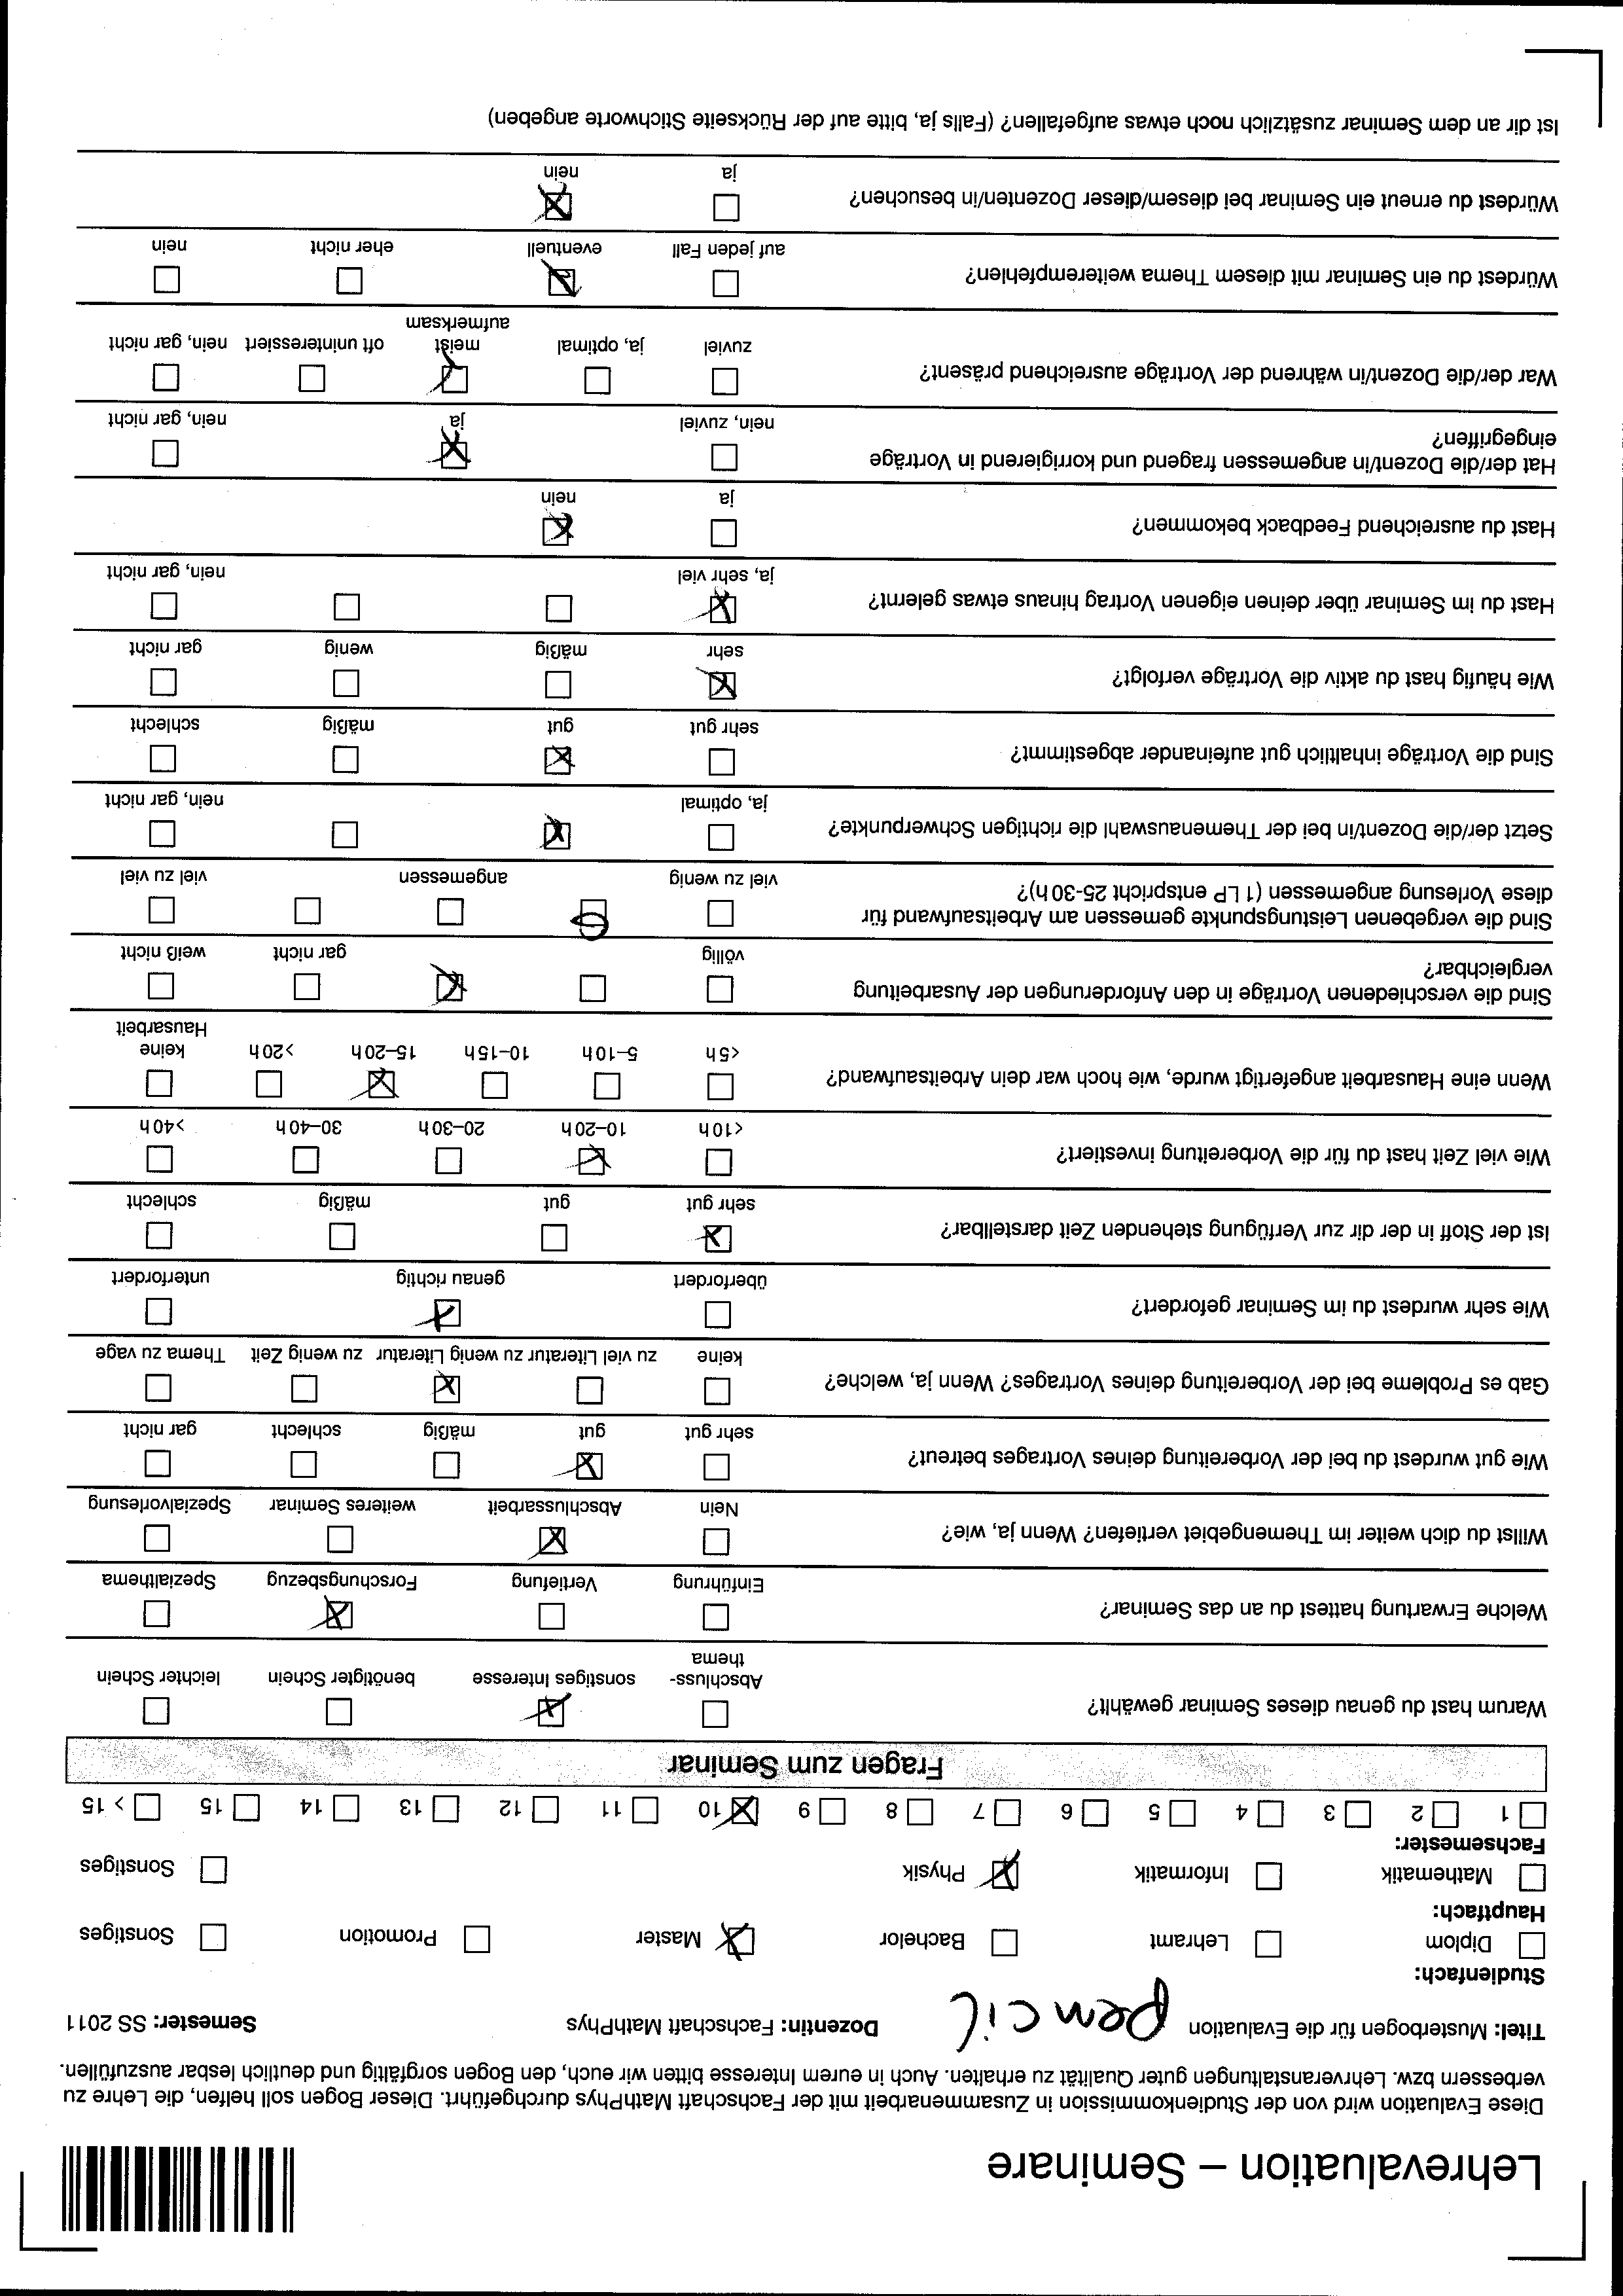 Lehrevaluation – Seminare
Diese Evaluation wird von der Studienkommission in Zusammenarbeit mit der Fachschaft MathPhys durchgeführt. Dieser Bogen soll helfen, die Lehre zu
verbessern bzw. Lehrveranstaltungen guter Qualität zu erhalten. Auch in eurem Interesse bitten wir euch, den Bogen sorgfältig und deutlich lesbar auszufüllen.
Titel: Musterbogen für die Evaluation pencil Dozentin: Fachschaft MathPhys Semester: SS 2011
Studienfach:
Diplom Lehramt Bachelor Master Promotion Sonstiges
Hauptfach:
Mathematik Informatik Physik Sonstiges
Fachsemester:
1 2 3 4 5 6 7 8 9 10 11 12 13 14 15 > 15
Fragen zum Seminar
Warum hast du genau dieses Seminar gewählt?
Abschluss- sonstiges Interesse benötigter Schein leichter Schein
thema
Welche Erwartung hattest du an das Seminar?
Einführung Vertiefung Forschungsbezug Spezialthema
Willst du dich weiter im Themengebiet vertiefen? Wenn ja, wie?
Nein Abschlussarbeit weiteres Seminar Spezialvorlesung
Wie gut wurdest du bei der Vorbereitung deines Vortrages betreut?
sehr gut gut mäßig schlecht gar nicht
Gab es Probleme bei der Vorbereitung deines Vortrages? Wenn ja, welche?
keine zu viel Literatur zu wenig Literatur zu wenig Zeit Thema zu vage
Wie sehr wurdest du im Seminar gefordert?
überfordert genau richtig unterfordert
Ist der Stoff in der dir zur Verfügung stehenden Zeit darstellbar?
sehr gut gut mäßig schlecht
Wie viel Zeit hast du für die Vorbereitung investiert?
<10 h 10–20 h 20–30 h 30–40 h >40 h
Wenn eine Hausarbeit angefertigt wurde, wie hoch war dein Arbeitsaufwand?
<5 h 5–10 h 10–15 h 15–20 h >20 h keine
Hausarbeit
Sind die verschiedenen Vorträge in den Anforderungen der Ausarbeitung
vergleichbar?
völlig gar nicht weiß nicht
Sind die vergebenen Leistungspunkte gemessen am Arbeitsaufwand für
diese Vorlesung angemessen (1 LP entspricht 25-30 h)?
viel zu wenig angemessen viel zu viel
Setzt der/die Dozent/in bei der Themenauswahl die richtigen Schwerpunkte?
ja, optimal nein, gar nicht
Sind die Vorträge inhaltlich gut aufeinander abgestimmt?
sehr gut gut mäßig schlecht
Wie häufig hast du aktiv die Vorträge verfolgt?
sehr mäßig wenig gar nicht
Hast du im Seminar über deinen eigenen Vortrag hinaus etwas gelernt?
ja, sehr viel nein, gar nicht
Hast du ausreichend Feedback bekommen?
ja nein
Hat der/die Dozent/in angemessen fragend und korrigierend in Vorträge
eingegriffen?
nein, zuviel ja nein, gar nicht
War der/die Dozent/in während der Vorträge ausreichend präsent?
zuviel ja, optimal meist oft uninteressiert nein, gar nicht
aufmerksam
Würdest du ein Seminar mit diesem Thema weiterempfehlen?
auf jeden Fall eventuell eher nicht nein
Würdest du erneut ein Seminar bei diesem/dieser Dozenten/in besuchen?
ja nein
Ist dir an dem Seminar zusätzlich noch etwas aufgefallen? (Falls ja, bitte auf der Rückseite Stichworte angeben)